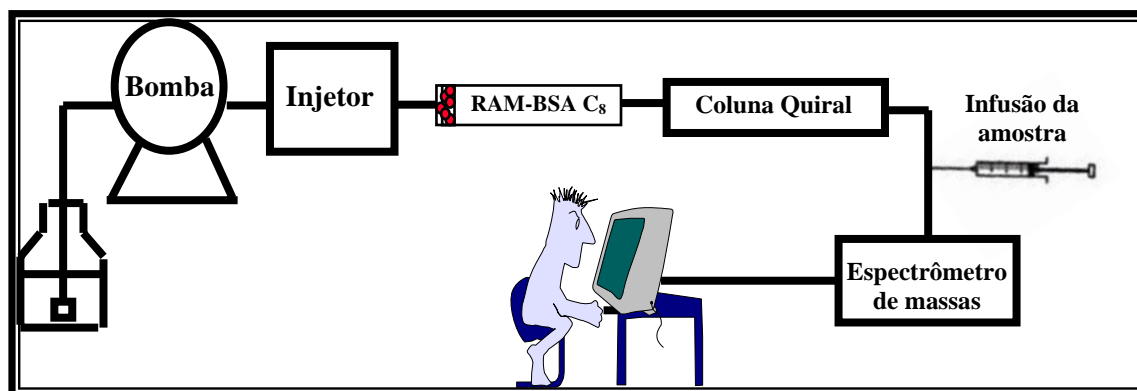 Bomba
Injetor
RAM-BSA C₈
Coluna Quiral
Infusão da
amostra
Espectrômetro
de massas